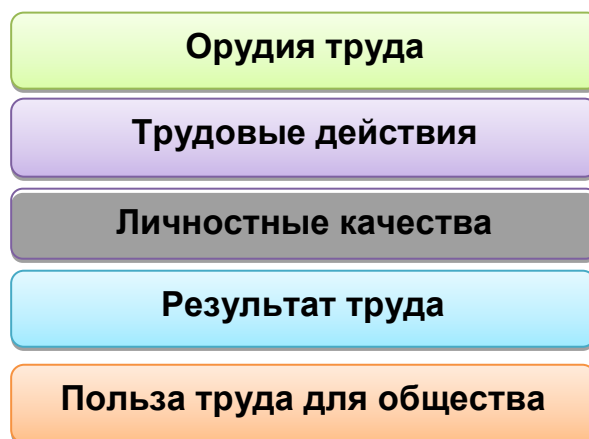 Орудия труда
Трудовые действия
Личностные качества
Результат труда
Польза труда для общества